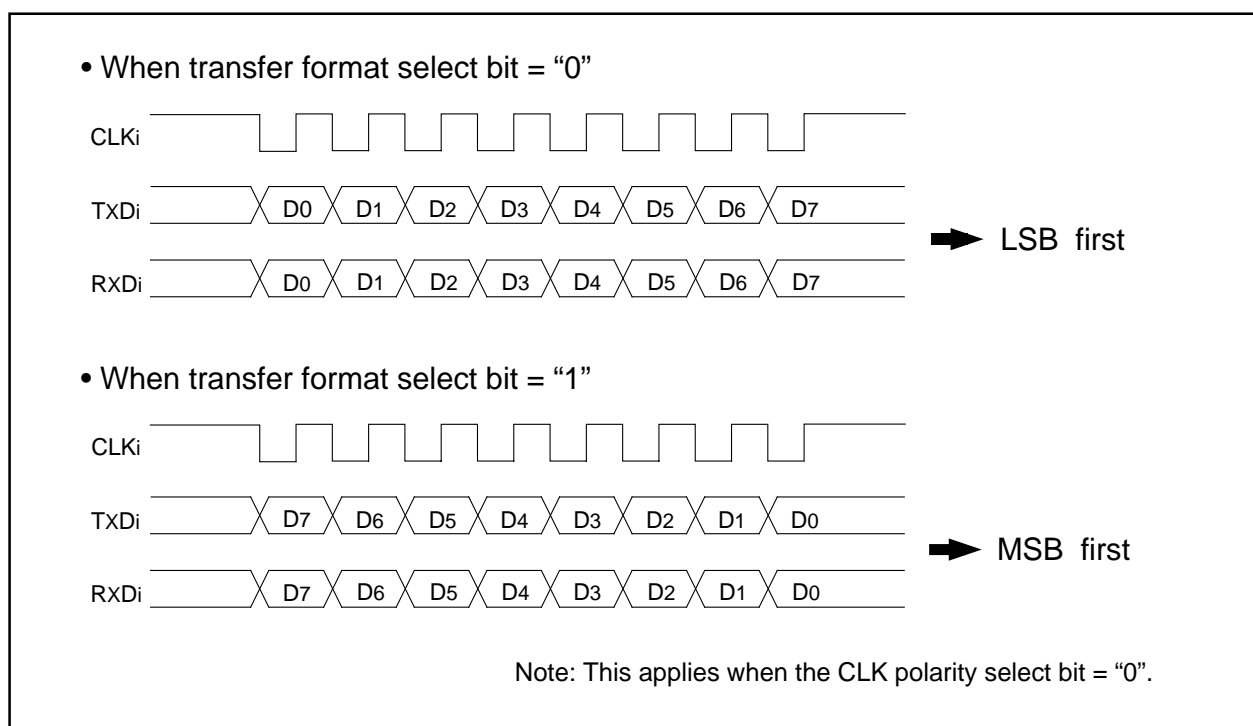 • When transfer format select bit = “0”
CLKi
TXDi D0 D1 D2 D3 D4 D5 D6 D7
LSB first
RXDi D0 D1 D2 D3 D4 D5 D6 D7
• When transfer format select bit = “1”
CLKi
TXDi D7 D6 D5 D4 D3 D2 D1 D0
MSB first
RXDi D7 D6 D5 D4 D3 D2 D1 D0
Note: This applies when the CLK polarity select bit = “0”.